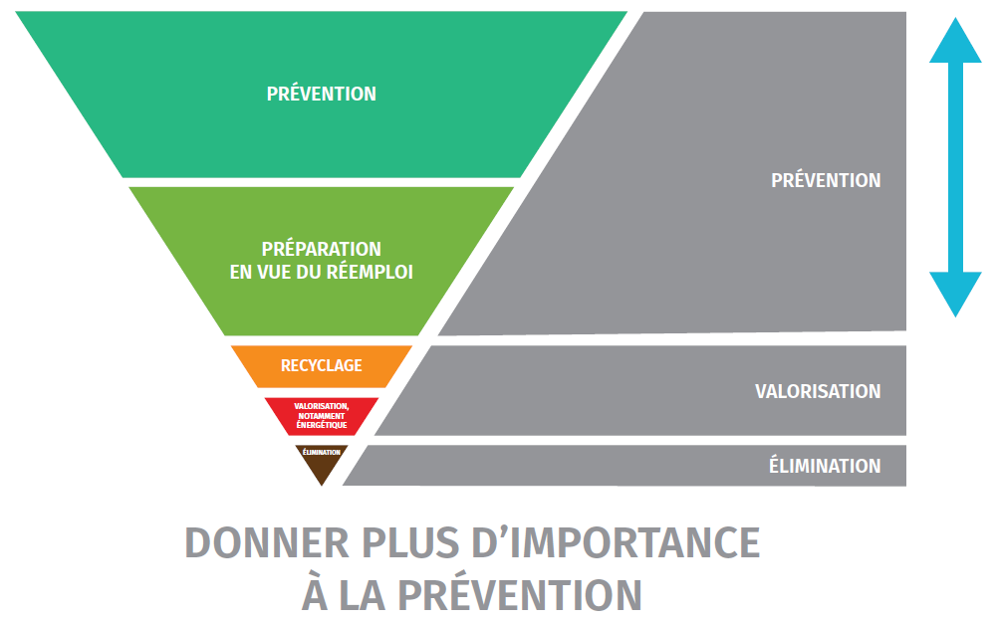 PRÉVENTION
PRÉVENTION
PRÉPARATION
EN VUE DU RÉEMPLOI
RECYCLAGE
VALORISATION
VALORISATION,
NOTAMMENT
ÉNERGÉTIQUE
ÉLIMINATION
ÉLIMINATION
DONNER PLUS D’IMPORTANCE
À LA PRÉVENTION